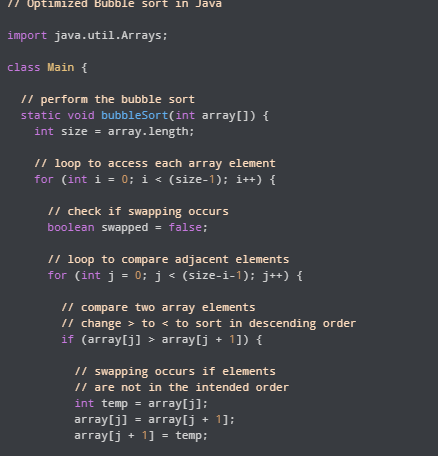 // Optimized Bubble sort in Java
import java.util.Arrays;
class Main {
// perform the bubble sort
static void bubbleSort(int array[]) {
int size = array.length;
// loop to access each array element
for (int i = 0; i < (size-1); i++) {
// check if swapping occurs
boolean swapped = false;
// loop to compare adjacent elements
for (int j = 0; j < (size-i-1); j++) {
// compare two array elements
// change > to < to sort in descending order
if (array[j] > array[j + 1]) {
// swapping occurs if elements
// are not in the intended order
int temp = array[j];
array[j] = array[j + 1];
array[j + 1] = temp;